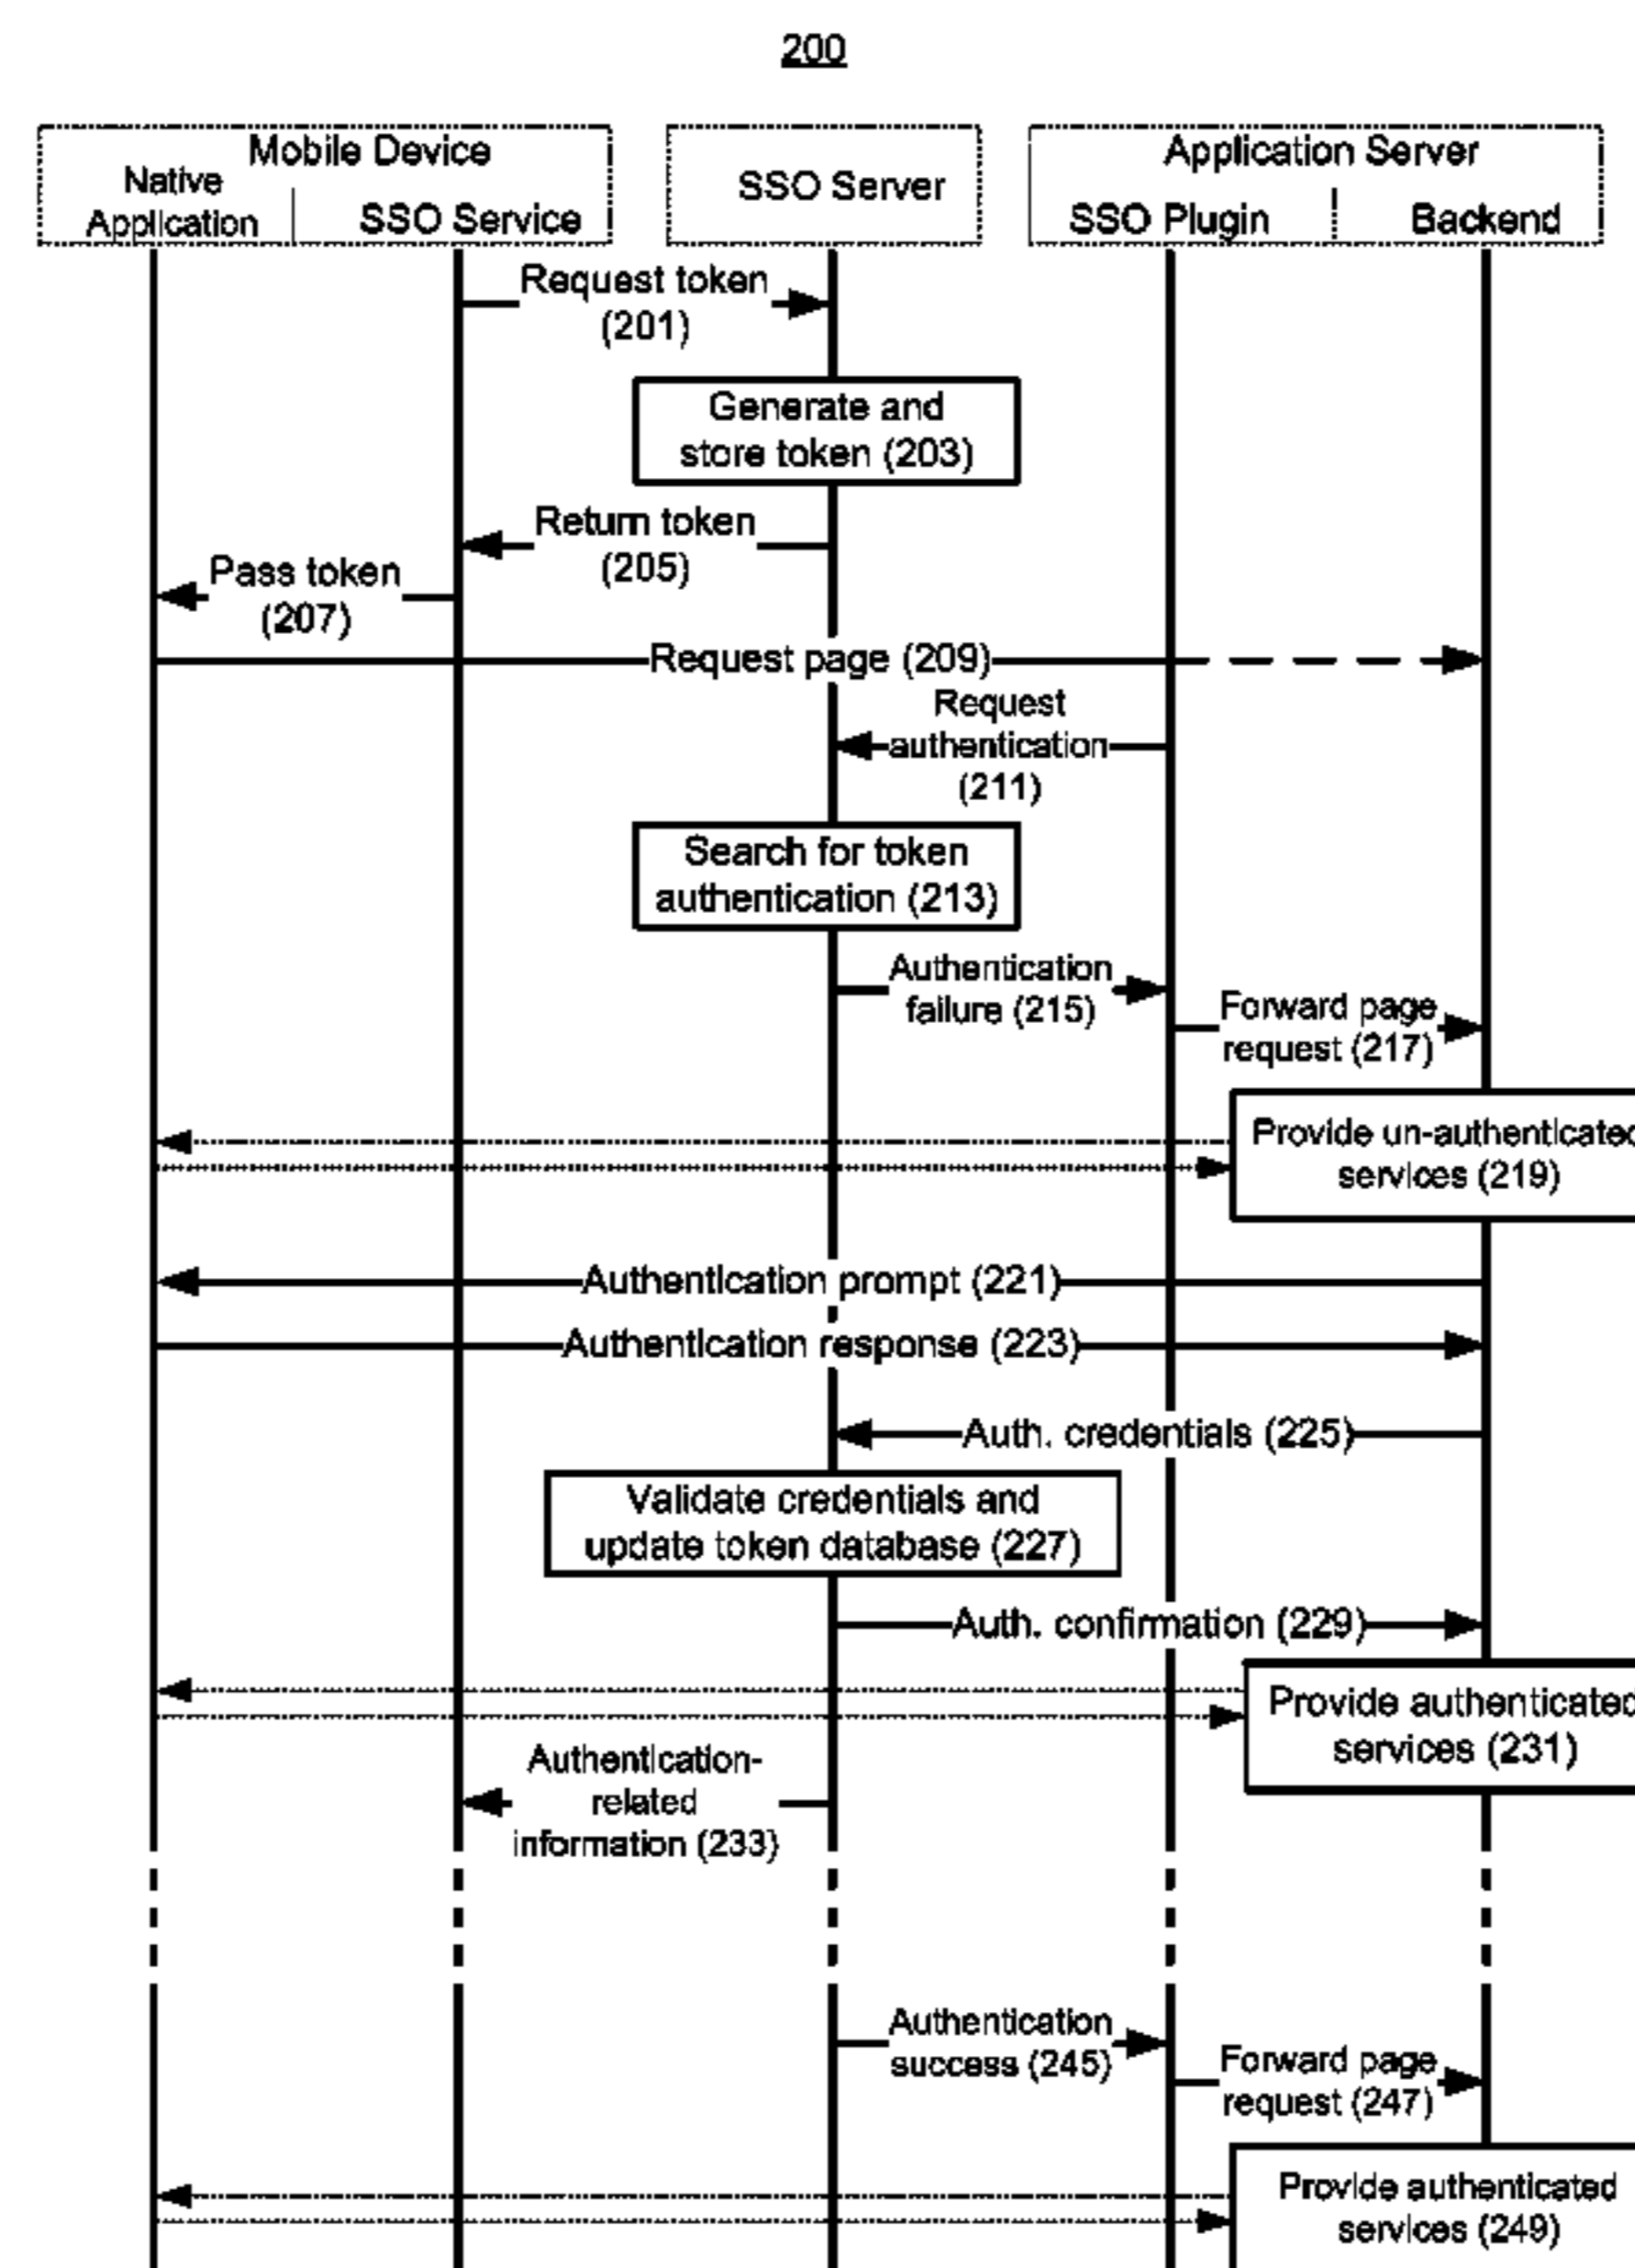 200
Mobile Device
Native
Application
SSO Service
SSO Server
Application Server
SSO Plugin
Backend
Request token
(201)
Generate and
store token (203)
Return token
(205)
Pass token
(207)
Request page (209)
Request
authentication
(211)
Search for token
authentication (213)
Authentication
failure (215)
Forward page
request (217)
Provide un-authenticated
services (219)
Authentication prompt (221)
Authentication response (223)
Auth. credentials (225)
Validate credentials and
update token database (227)
Auth. confirmation (229)
Provide authenticated
services (231)
Authentication-
related
information (233)
Authentication
success (245)
Forward page
request (247)
Provide authenticated
services (249)